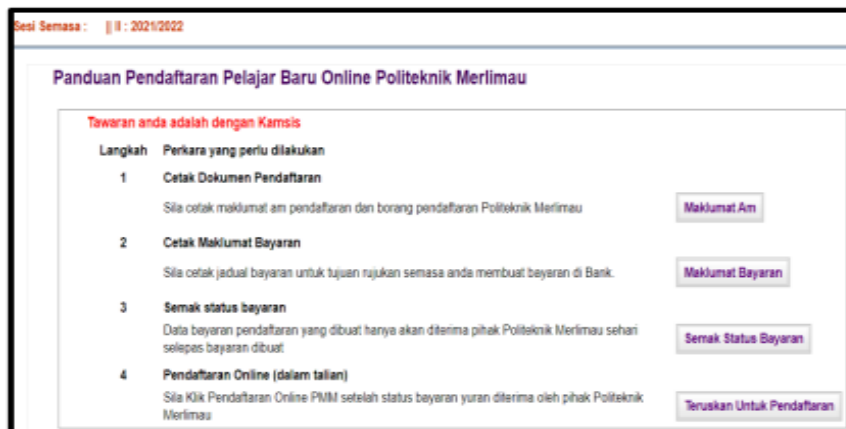 Sesi Semasa : || II : 2021/2022
Panduan Pendaftaran Pelajar Baru Online Politeknik Merlimau
Tawaran anda adalah dengan Kamsis
Langkah Perkara yang perlu dilakukan
1 Cetak Dokumen Pendaftaran
Sila cetak maklumat am pendaftaran dan borang pendaftaran Politeknik Merlimau Maklumat Am
2 Cetak Maklumat Bayaran
Sila cetak jadual bayaran untuk tujuan rujukan semasa anda membuat bayaran di Bank. Maklumat Bayaran
3 Semak status bayaran
Data bayaran pendaftaran yang dibuat hanya akan diterima pihak Politeknik Merlimau sehari
selepas bayaran dibuat Semak Status Bayaran
4 Pendaftaran Online (dalam talian)
Sila Klik Pendaftaran Online PMM setelah status bayaran yuran diterima oleh pihak Politeknik
Merlimau Teruskan Untuk Pendaftaran